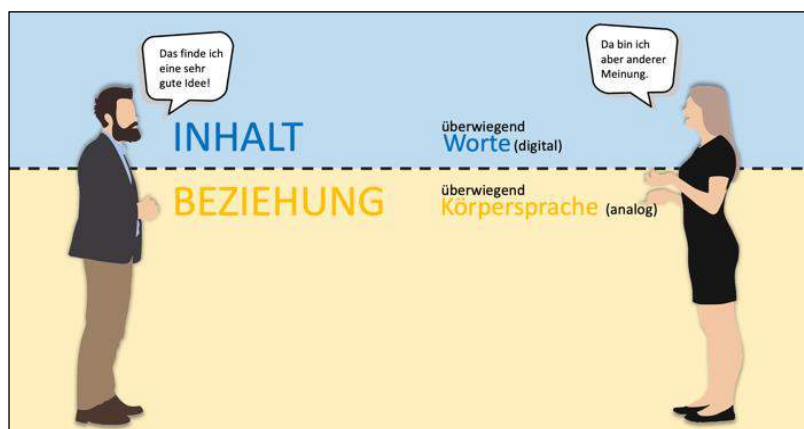 Das finde ich
eine sehr
gute Idee!
Da bin ich
aber anderer
Meinung.
INHALT
überwiegend
Worte (digital)
BEZIEHUNG
überwiegend
Körpersprache (analog)